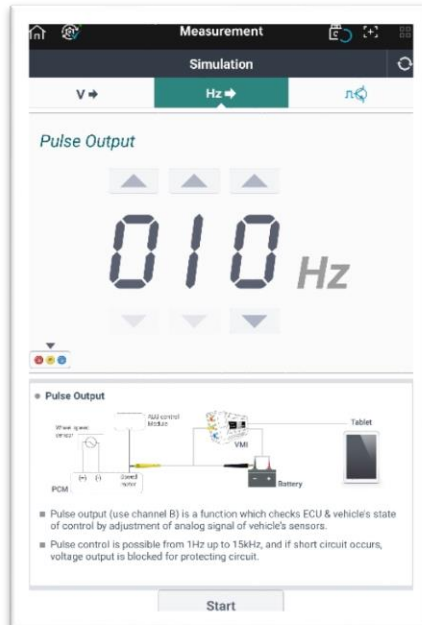 Measurement
Simulation
V
Hz
Pulse Output
010 Hz
Pulse Output
ABS control
Module
Wheel speed
sensor
VMI
Tablet
(+) (-)
Speed
meter
PCM
Battery
Pulse output (use channel B) is a function which checks ECU & vehicle's state
of control by adjustment of analog signal of vehicle's sensors.
Pulse control is possible from 1Hz up to 15kHz, and if short circuit occurs,
voltage output is blocked for protecting circuit.
Start